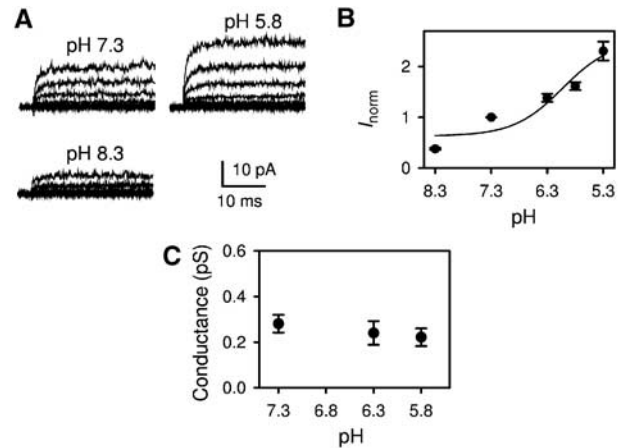 A
pH 7.3
pH 5.8
pH 8.3
10 pA
10 ms
B
Inorm
2
1
0
8.3 7.3 6.3 5.3
pH
C
Conductance (pS)
0.6
0.4
0.2
0.0
7.3 6.8 6.3 5.8
pH